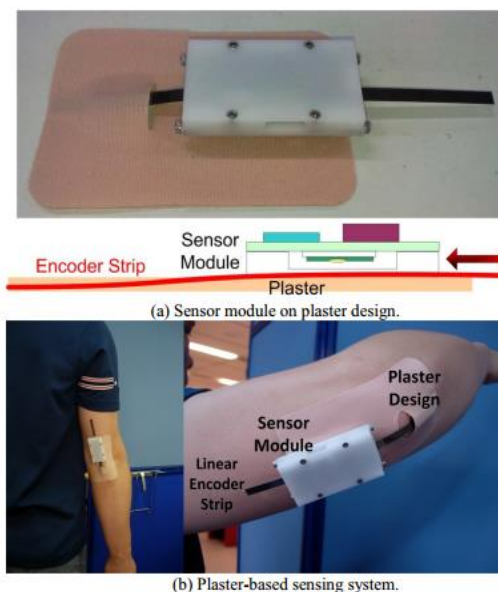 Sensor
Module
Encoder Strip
Plaster
(a) Sensor module on plaster design.
Plaster
Design
Sensor
Module
Linear
Encoder
Strip
(b) Plaster-based sensing system.